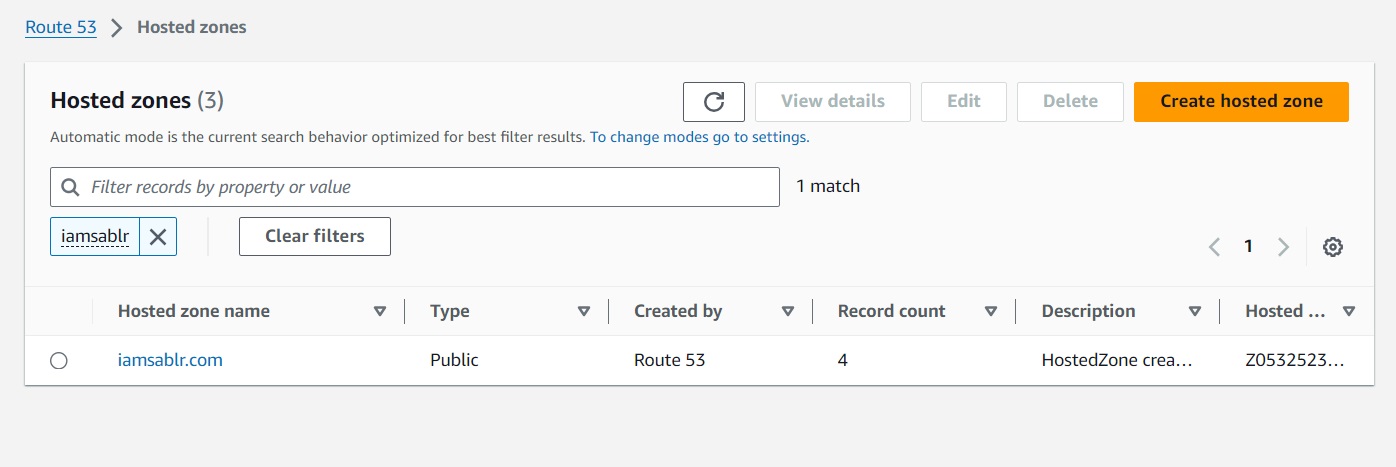 Route 53 > Hosted zones
Hosted zones (3)
View details
Edit
Delete
Create hosted zone
Automatic mode is the current search behavior optimized for best filter results. To change modes go to settings.
Filter records by property or value
1 match
iamsablr
Clear filters
1
Hosted zone name
Type
Created by
Record count
Description
Hosted ...
iamsablr.com
Public
Route 53
4
HostedZone crea...
Z0532523...